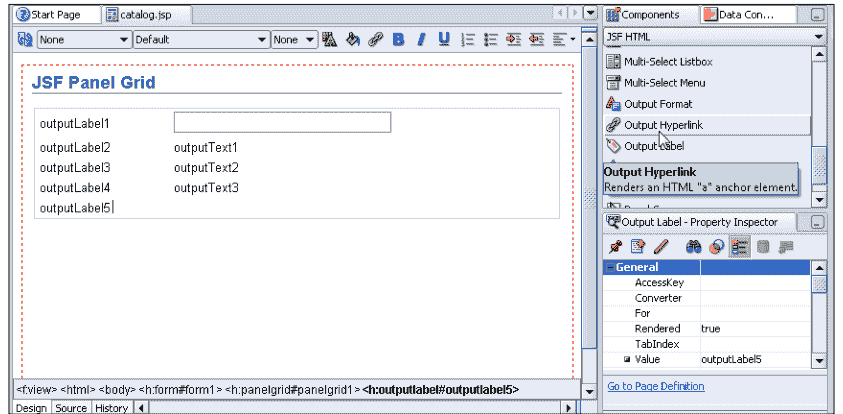 Start Page
catalog.jsp
None
Default
None
B I U
JSF Panel Grid
outputLabel1
outputLabel2 outputText1
outputLabel3 outputText2
outputLabel4 outputText3
outputLabel5
<f:view> <html> <body> <h:form#form1> <h:panelgrid#panelgrid1> <h:outputlabel#outputlabel5>
Design Source History
Components
Data Con...
JSF HTML
Multi-Select Listbox
Multi-Select Menu
Output Format
Output Hyperlink
Output Label
Output Hyperlink
Renders an HTML "a" anchor element.
Output Label - Property Inspector
General
AccessKey
Converter
For
Rendered true
TabIndex
Value outputLabel5
Go to Page Definition